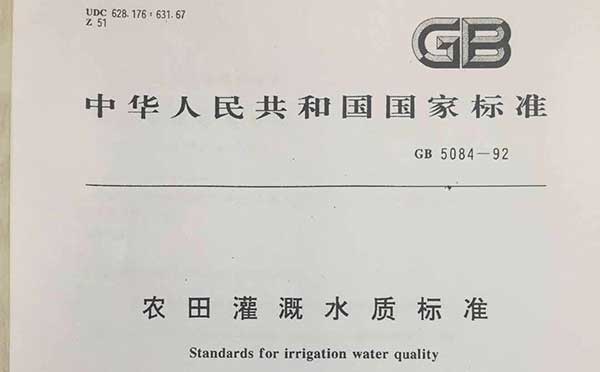 UDC 628.176:631.67
Z 51
GB
中华人民共和国国家标准
GB 5084—92
农田灌溉水质标准
Standards for irrigation water quality